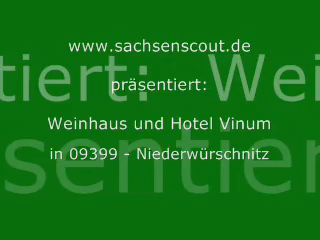 www.sachsenscout.de
präsentiert:
Weinhaus und Hotel Vinum
in 09399 - Niederwürschnitz